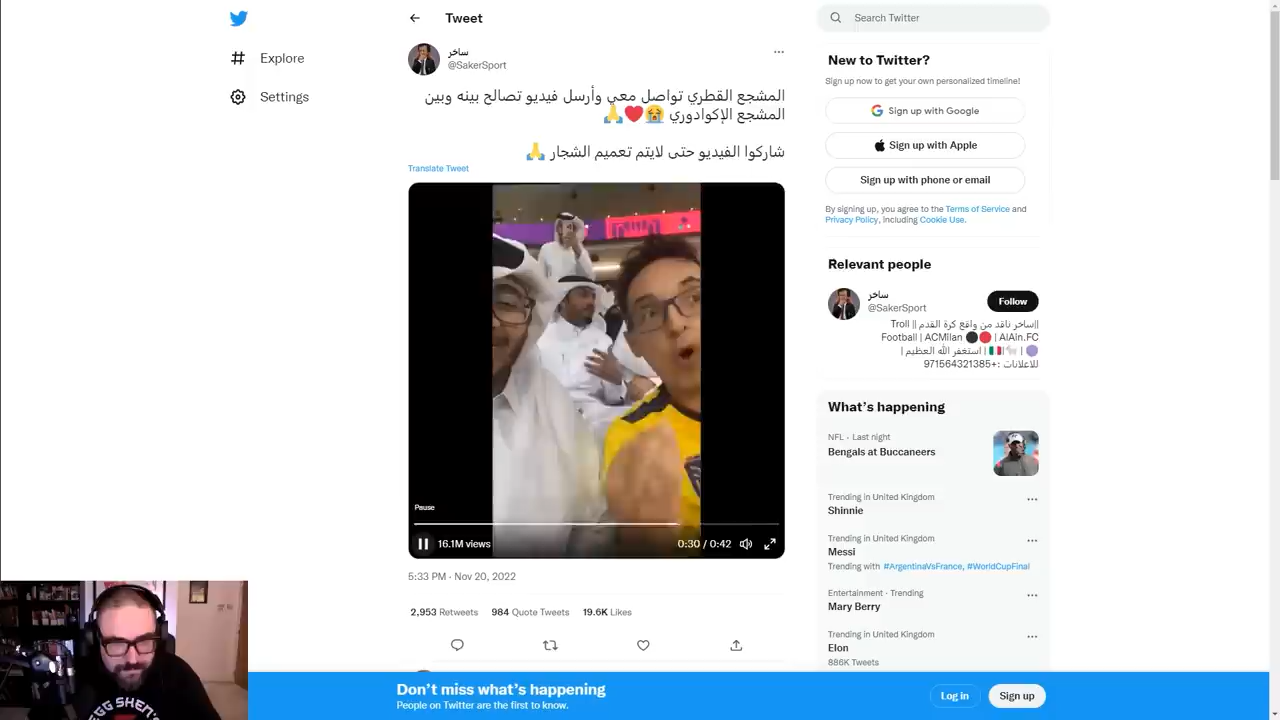 Tweet
Search Twitter
Explore
Settings
ساخر
@SakerSport
المشجع القطري تواصل معي وأرسل فيديو تصالح بينه وبين
المشجع الإكوادوري 😭❤️🙏
شاركوا الفيديو حتى لايتم تعميم الشجار 🙏
Translate Tweet
Pause
16.1M views
0:30 / 0:42
5:33 PM · Nov 20, 2022
2,953 Retweets 984 Quote Tweets 19.6K Likes
New to Twitter?
Sign up now to get your own personalized timeline!
Sign up with Google
Sign up with Apple
Sign up with phone or email
By signing up, you agree to the Terms of Service and
Privacy Policy, including Cookie Use.
Relevant people
ساخر
@SakerSport
Follow
||ساخر ناقد من واقع كرة القدم || Troll
Football | ACMilan ⚫🔴 | AlAin.FC
🟣 | 🐐🇲🇽 | استغفر الله العظيم |
للاعلانات :+971564321385
What's happening
NFL · Last night
Bengals at Buccaneers
Trending in United Kingdom
Shinnie
Trending in United Kingdom
Messi
Trending with #ArgentinaVsFrance, #WorldCupFinal
Entertainment · Trending
Mary Berry
Trending in United Kingdom
Elon
886K Tweets
EGG SHEN
Don't miss what's happening
People on Twitter are the first to know.
Log in
Sign up